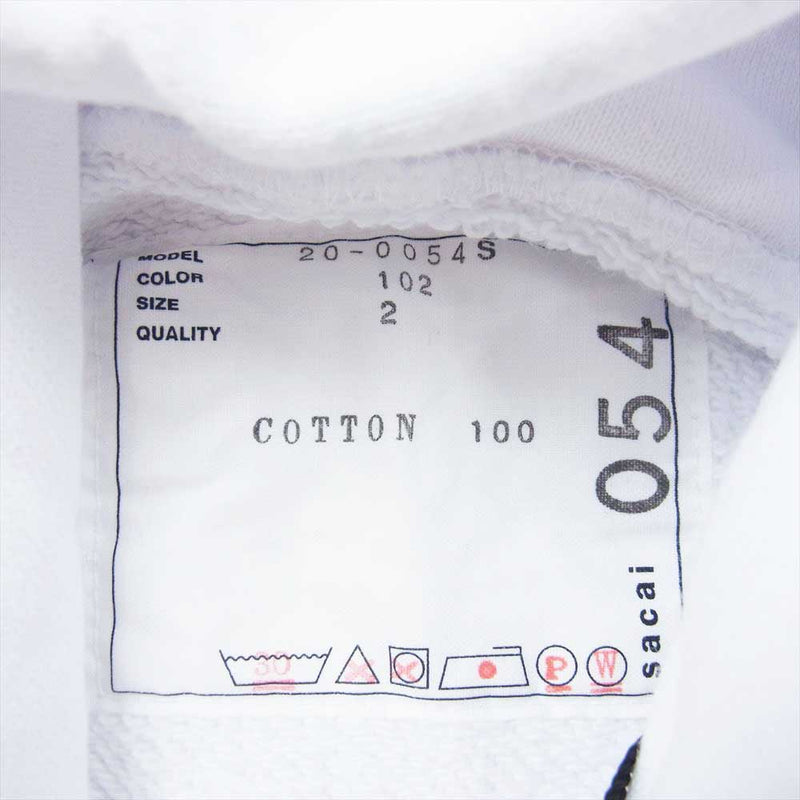 MODEL 20-0054S
COLOR 102
SIZE 2
QUALITY
COTTON 100
sacai 054
30 P W